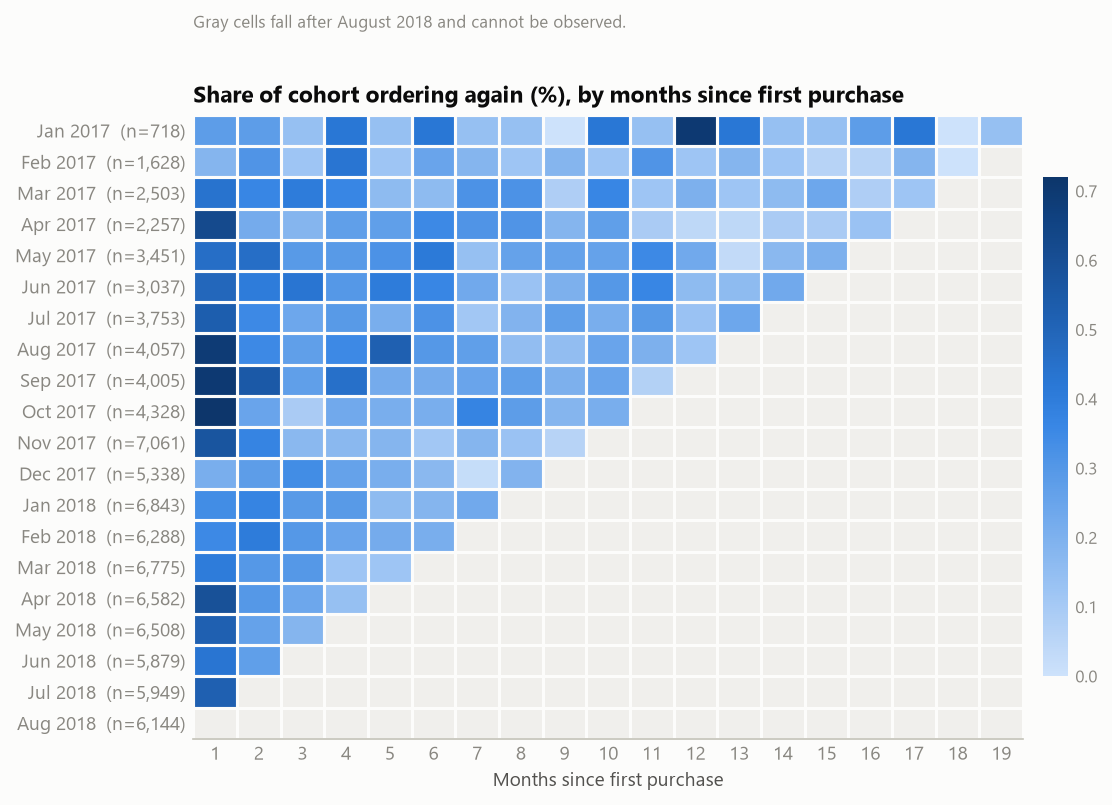 Gray cells fall after August 2018 and cannot be observed.
Share of cohort ordering again (%), by months since first purchase
Jan 2017 (n=718)
Feb 2017 (n=1,628)
Mar 2017 (n=2,503)
Apr 2017 (n=2,257)
May 2017 (n=3,451)
Jun 2017 (n=3,037)
Jul 2017 (n=3,753)
Aug 2017 (n=4,057)
Sep 2017 (n=4,005)
Oct 2017 (n=4,328)
Nov 2017 (n=7,061)
Dec 2017 (n=5,338)
Jan 2018 (n=6,843)
Feb 2018 (n=6,288)
Mar 2018 (n=6,775)
Apr 2018 (n=6,582)
May 2018 (n=6,508)
Jun 2018 (n=5,879)
Jul 2018 (n=5,949)
Aug 2018 (n=6,144)
1 2 3 4 5 6 7 8 9 10 11 12 13 14 15 16 17 18 19
Months since first purchase
0.7
0.6
0.5
0.4
0.3
0.2
0.1
0.0